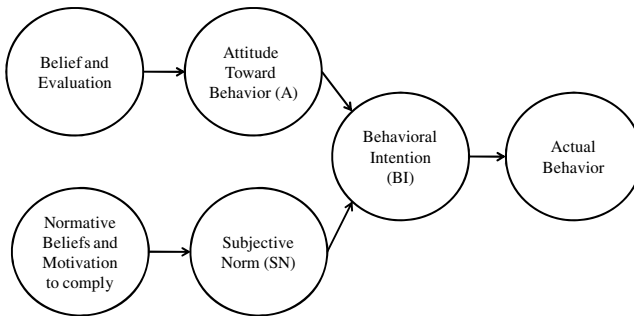 Belief and
Evaluation
Attitude
Toward
Behavior (A)
Behavioral
Intention
(BI)
Actual
Behavior
Normative
Beliefs and
Motivation
to comply
Subjective
Norm (SN)